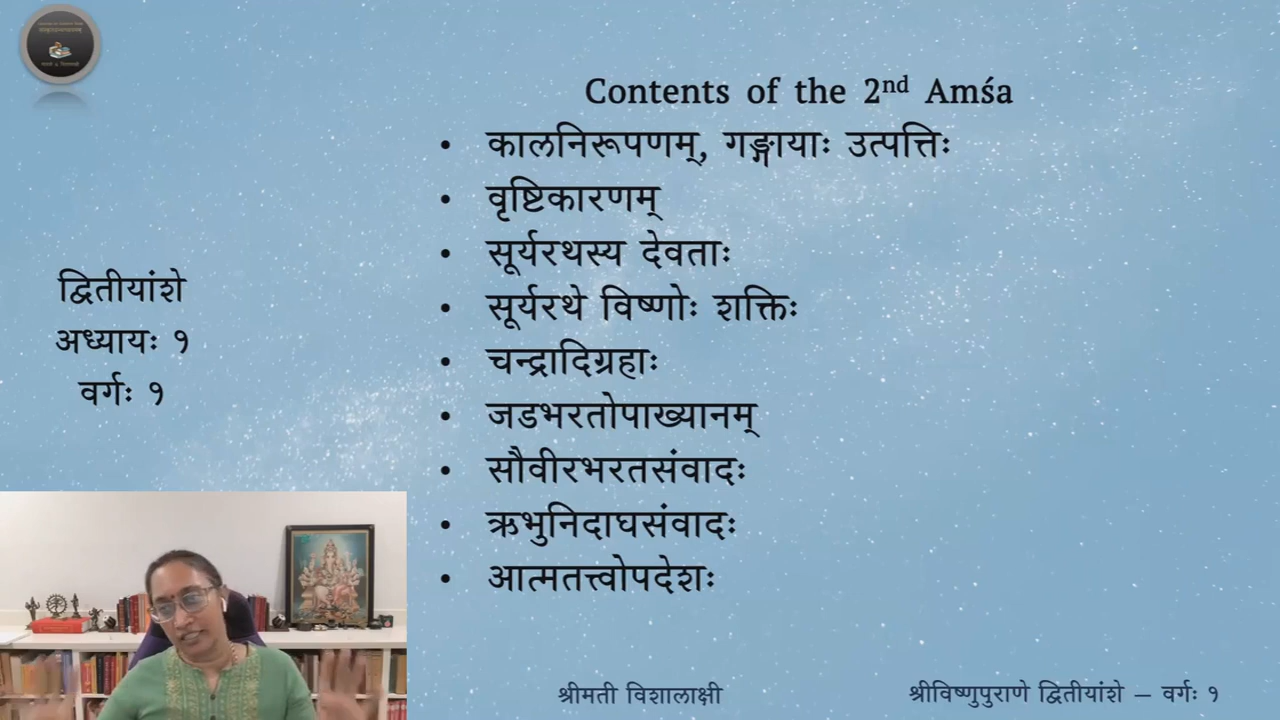 Contents of the 2nd Amśa
• कालनिरूपणम्, गङ्गायाः उत्पत्तिः
• वृष्टिकारणम्
• सूर्यरथस्य देवताः
• सूर्यरथे विष्णोः शक्तिः
• चन्द्रादिग्रहाः
• जडभरतोपाख्यानम्
• सौवीरभरतसंवादः
• ऋभुनिदाघसंवादः
• आत्मतत्त्वोपदेशः
द्वितीयांशे
अध्यायः १
वर्गः १
श्रीमती विशालाक्षी
श्रीविष्णुपुराणे द्वितीयांशे – वर्गः १